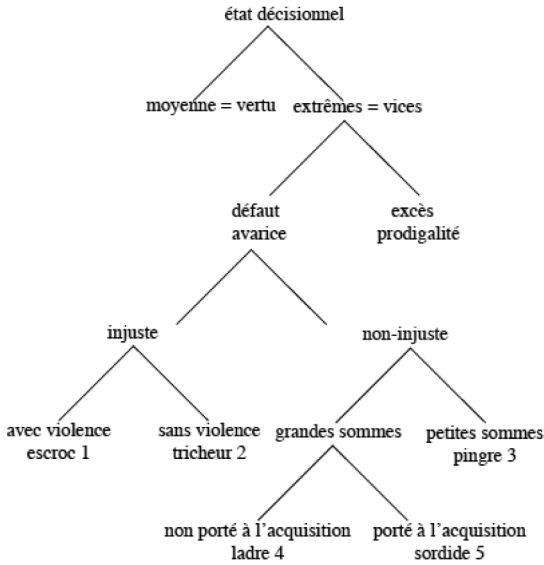 état décisionnel
moyenne = vertu
extrêmes = vices
défaut
avarice
excès
prodigalité
injuste
non-injuste
avec violence
escroc 1
sans violence
tricheur 2
grandes sommes
petites sommes
pingre 3
non porté à l’acquisition
ladre 4
porté à l’acquisition
sordide 5